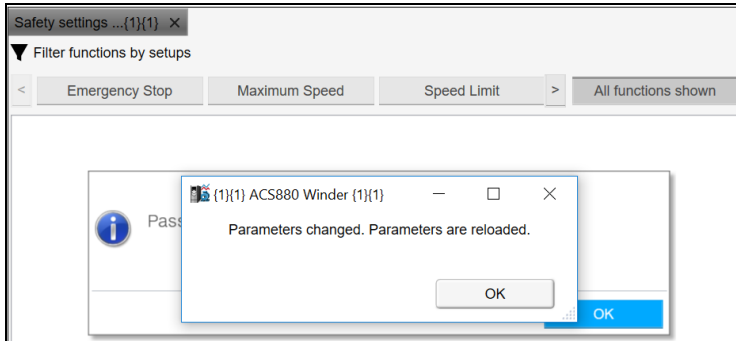 Safety settings ...{1}{1} ×
Filter functions by setups
< Emergency Stop Maximum Speed Speed Limit > All functions shown
{1}{1} ACS880 Winder {1}{1}
Pass
Parameters changed. Parameters are reloaded.
OK
OK